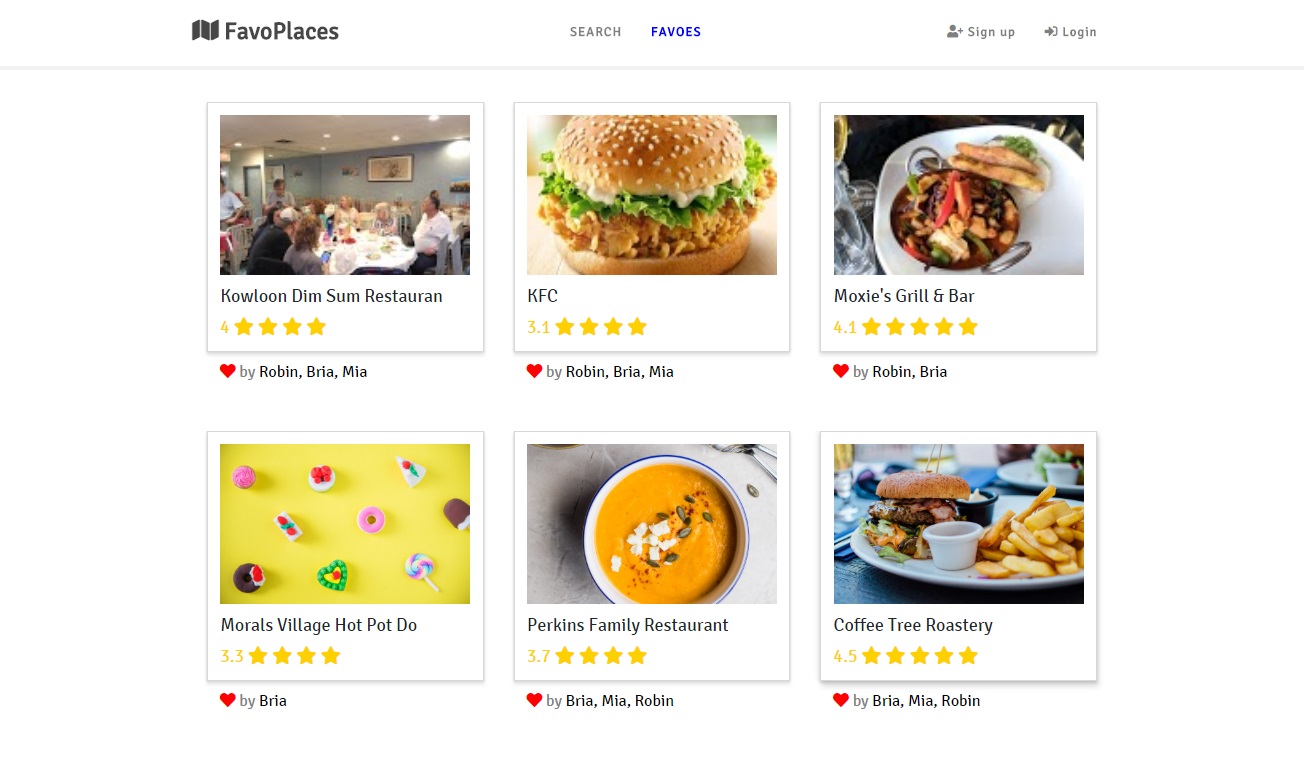 FavoPlaces
SEARCH FAVOES
Sign up Login
Kowloon Dim Sum Restauran
4
by Robin, Bria, Mia
KFC
3.1
by Robin, Bria, Mia
Moxie's Grill & Bar
4.1
by Robin, Bria
Morals Village Hot Pot Do
3.3
by Bria
Perkins Family Restaurant
3.7
by Bria, Mia, Robin
Coffee Tree Roastery
4.5
by Bria, Mia, Robin